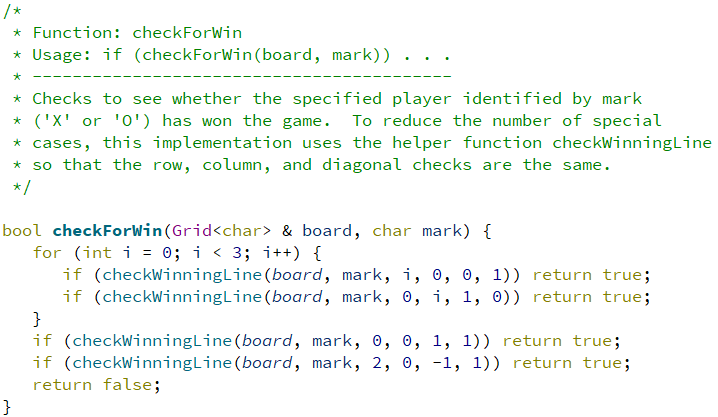 /*
 * Function: checkForWin
 * Usage: if (checkForWin(board, mark)) . . .
 * ------------------------------------------
 * Checks to see whether the specified player identified by mark
 * ('X' or 'O') has won the game.  To reduce the number of special
 * cases, this implementation uses the helper function checkWinningLine
 * so that the row, column, and diagonal checks are the same.
 */

bool checkForWin(Grid<char> & board, char mark) {
   for (int i = 0; i < 3; i++) {
      if (checkWinningLine(board, mark, i, 0, 0, 1)) return true;
      if (checkWinningLine(board, mark, 0, i, 1, 0)) return true;
   }
   if (checkWinningLine(board, mark, 0, 0, 1, 1)) return true;
   if (checkWinningLine(board, mark, 2, 0, -1, 1)) return true;
   return false;
}